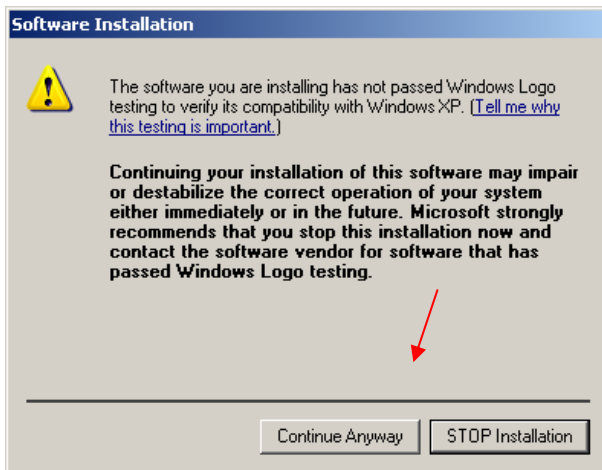 Software Installation
The software you are installing has not passed Windows Logo
testing to verify its compatibility with Windows XP. (Tell me why
this testing is important.)
Continuing your installation of this software may impair
or destabilize the correct operation of your system
either immediately or in the future. Microsoft strongly
recommends that you stop this installation now and
contact the software vendor for software that has
passed Windows Logo testing.
Continue Anyway
STOP Installation